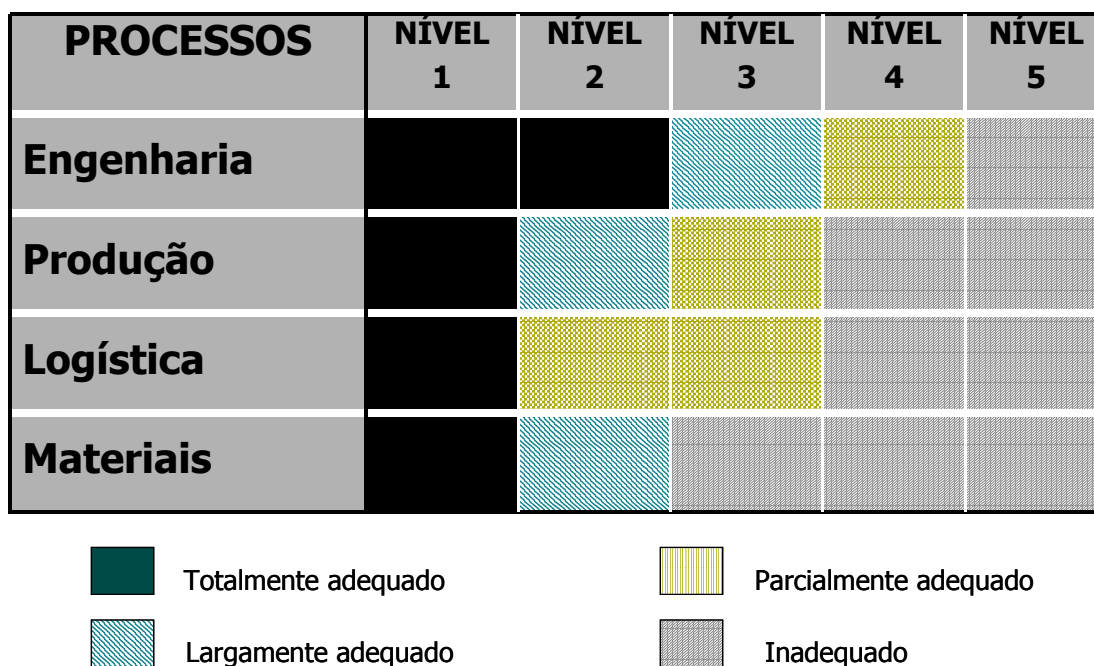 PROCESSOS
NÍVEL
1
NÍVEL
2
NÍVEL
3
NÍVEL
4
NÍVEL
5
Engenharia
Produção
Logística
Materiais
Totalmente adequado
Parcialmente adequado
Largamente adequado
Inadequado